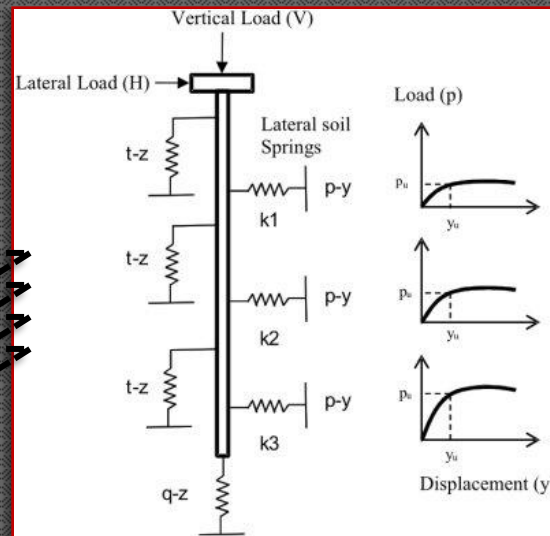 Vertical Load (V)
Lateral Load (H)
Load (p)
Lateral soil
Springs
t-z
p-y
k1
pᵤ
yᵤ
t-z
p-y
k2
pᵤ
yᵤ
t-z
p-y
k3
pᵤ
yᵤ
q-z
Displacement (y